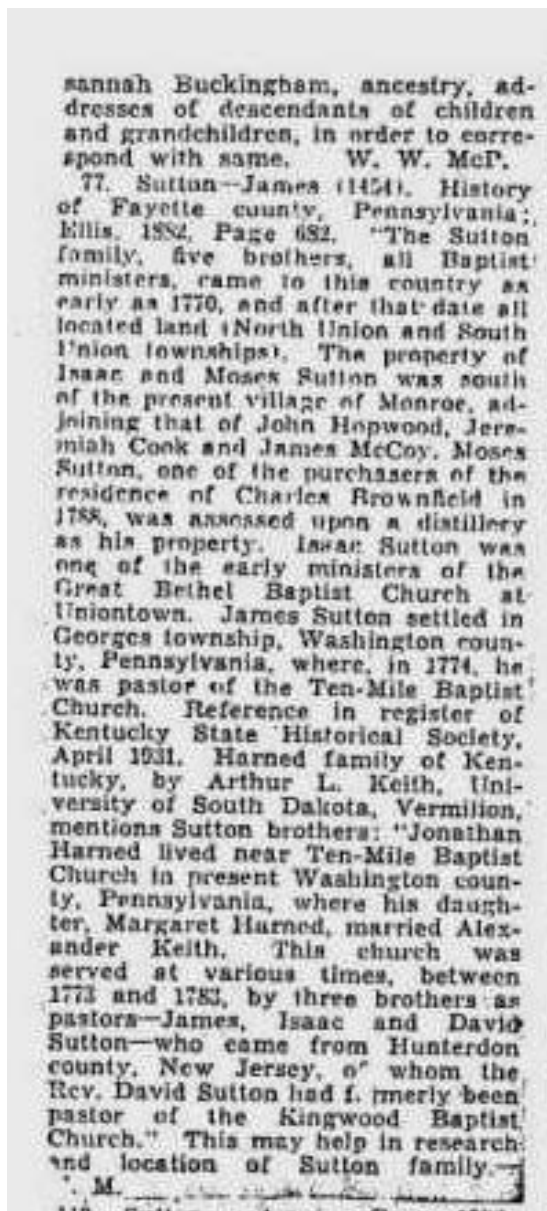 sannah Buckingham, ancestry, ad-
dresses of descendants of children
and grandchildren, in order to corre-
spond with same. W. W. McP.
77. Sutton—James (1454). History
of Fayette county, Pennsylvania;
Ellis, 1882, Page 682. "The Sutton
family, five brothers, all Baptist
ministers, came to this country as
early as 1770, and after that date all
located land (North Union and South
Union townships). The property of
Isaac and Moses Sutton was south
of the present village of Monroe, ad-
joining that of John Hopwood, Jere-
miah Cook and James McCoy. Moses
Sutton, one of the purchasers of the
residence of Charles Brownfield in
1788, was assessed upon a distillery
as his property. Isaac Sutton was
one of the early ministers of the
Great Bethel Baptist Church at
Uniontown. James Sutton settled in
Georges township, Washington coun-
ty, Pennsylvania, where, in 1774, he
was pastor of the Ten-Mile Baptist
Church. Reference in register of
Kentucky State Historical Society,
April 1931. Harned family of Ken-
tucky, by Arthur L. Keith, Uni-
versity of South Dakota, Vermilion,
mentions Sutton brothers: "Jonathan
Harned lived near Ten-Mile Baptist
Church in present Washington coun-
ty, Pennsylvania, where his daugh-
ter, Margaret Harned, married Alex-
ander Keith. This church was
served at various times, between
1773 and 1783, by three brothers as
pastors—James, Isaac and David
Sutton—who came from Hunterdon
county, New Jersey, of whom the
Rev. David Sutton had f rmerly been
pastor of the Kingwood Baptist
Church." This may help in research
and location of Sutton family.—
M.